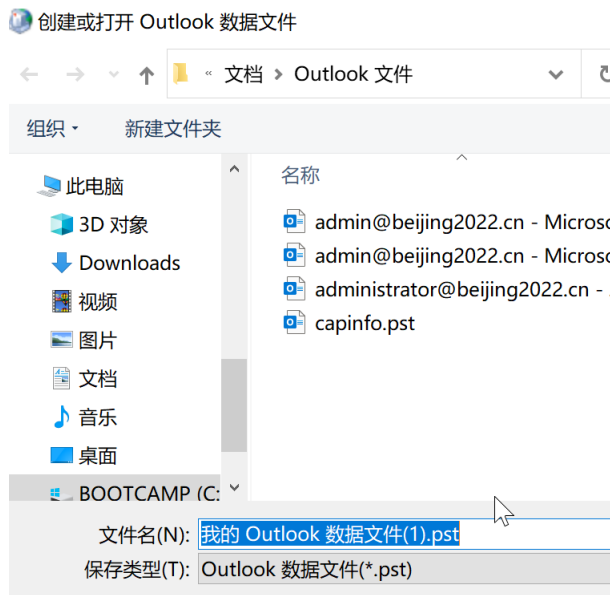 创建或打开 Outlook 数据文件
« 文档 › Outlook 文件
组织 新建文件夹
此电脑
3D 对象
Downloads
视频
图片
文档
音乐
桌面
BOOTCAMP (C:
名称
admin@beijing2022.cn - Microsc
admin@beijing2022.cn - Microsc
administrator@beijing2022.cn -
capinfo.pst
文件名(N): 我的 Outlook 数据文件(1).pst
保存类型(T): Outlook 数据文件(*.pst)